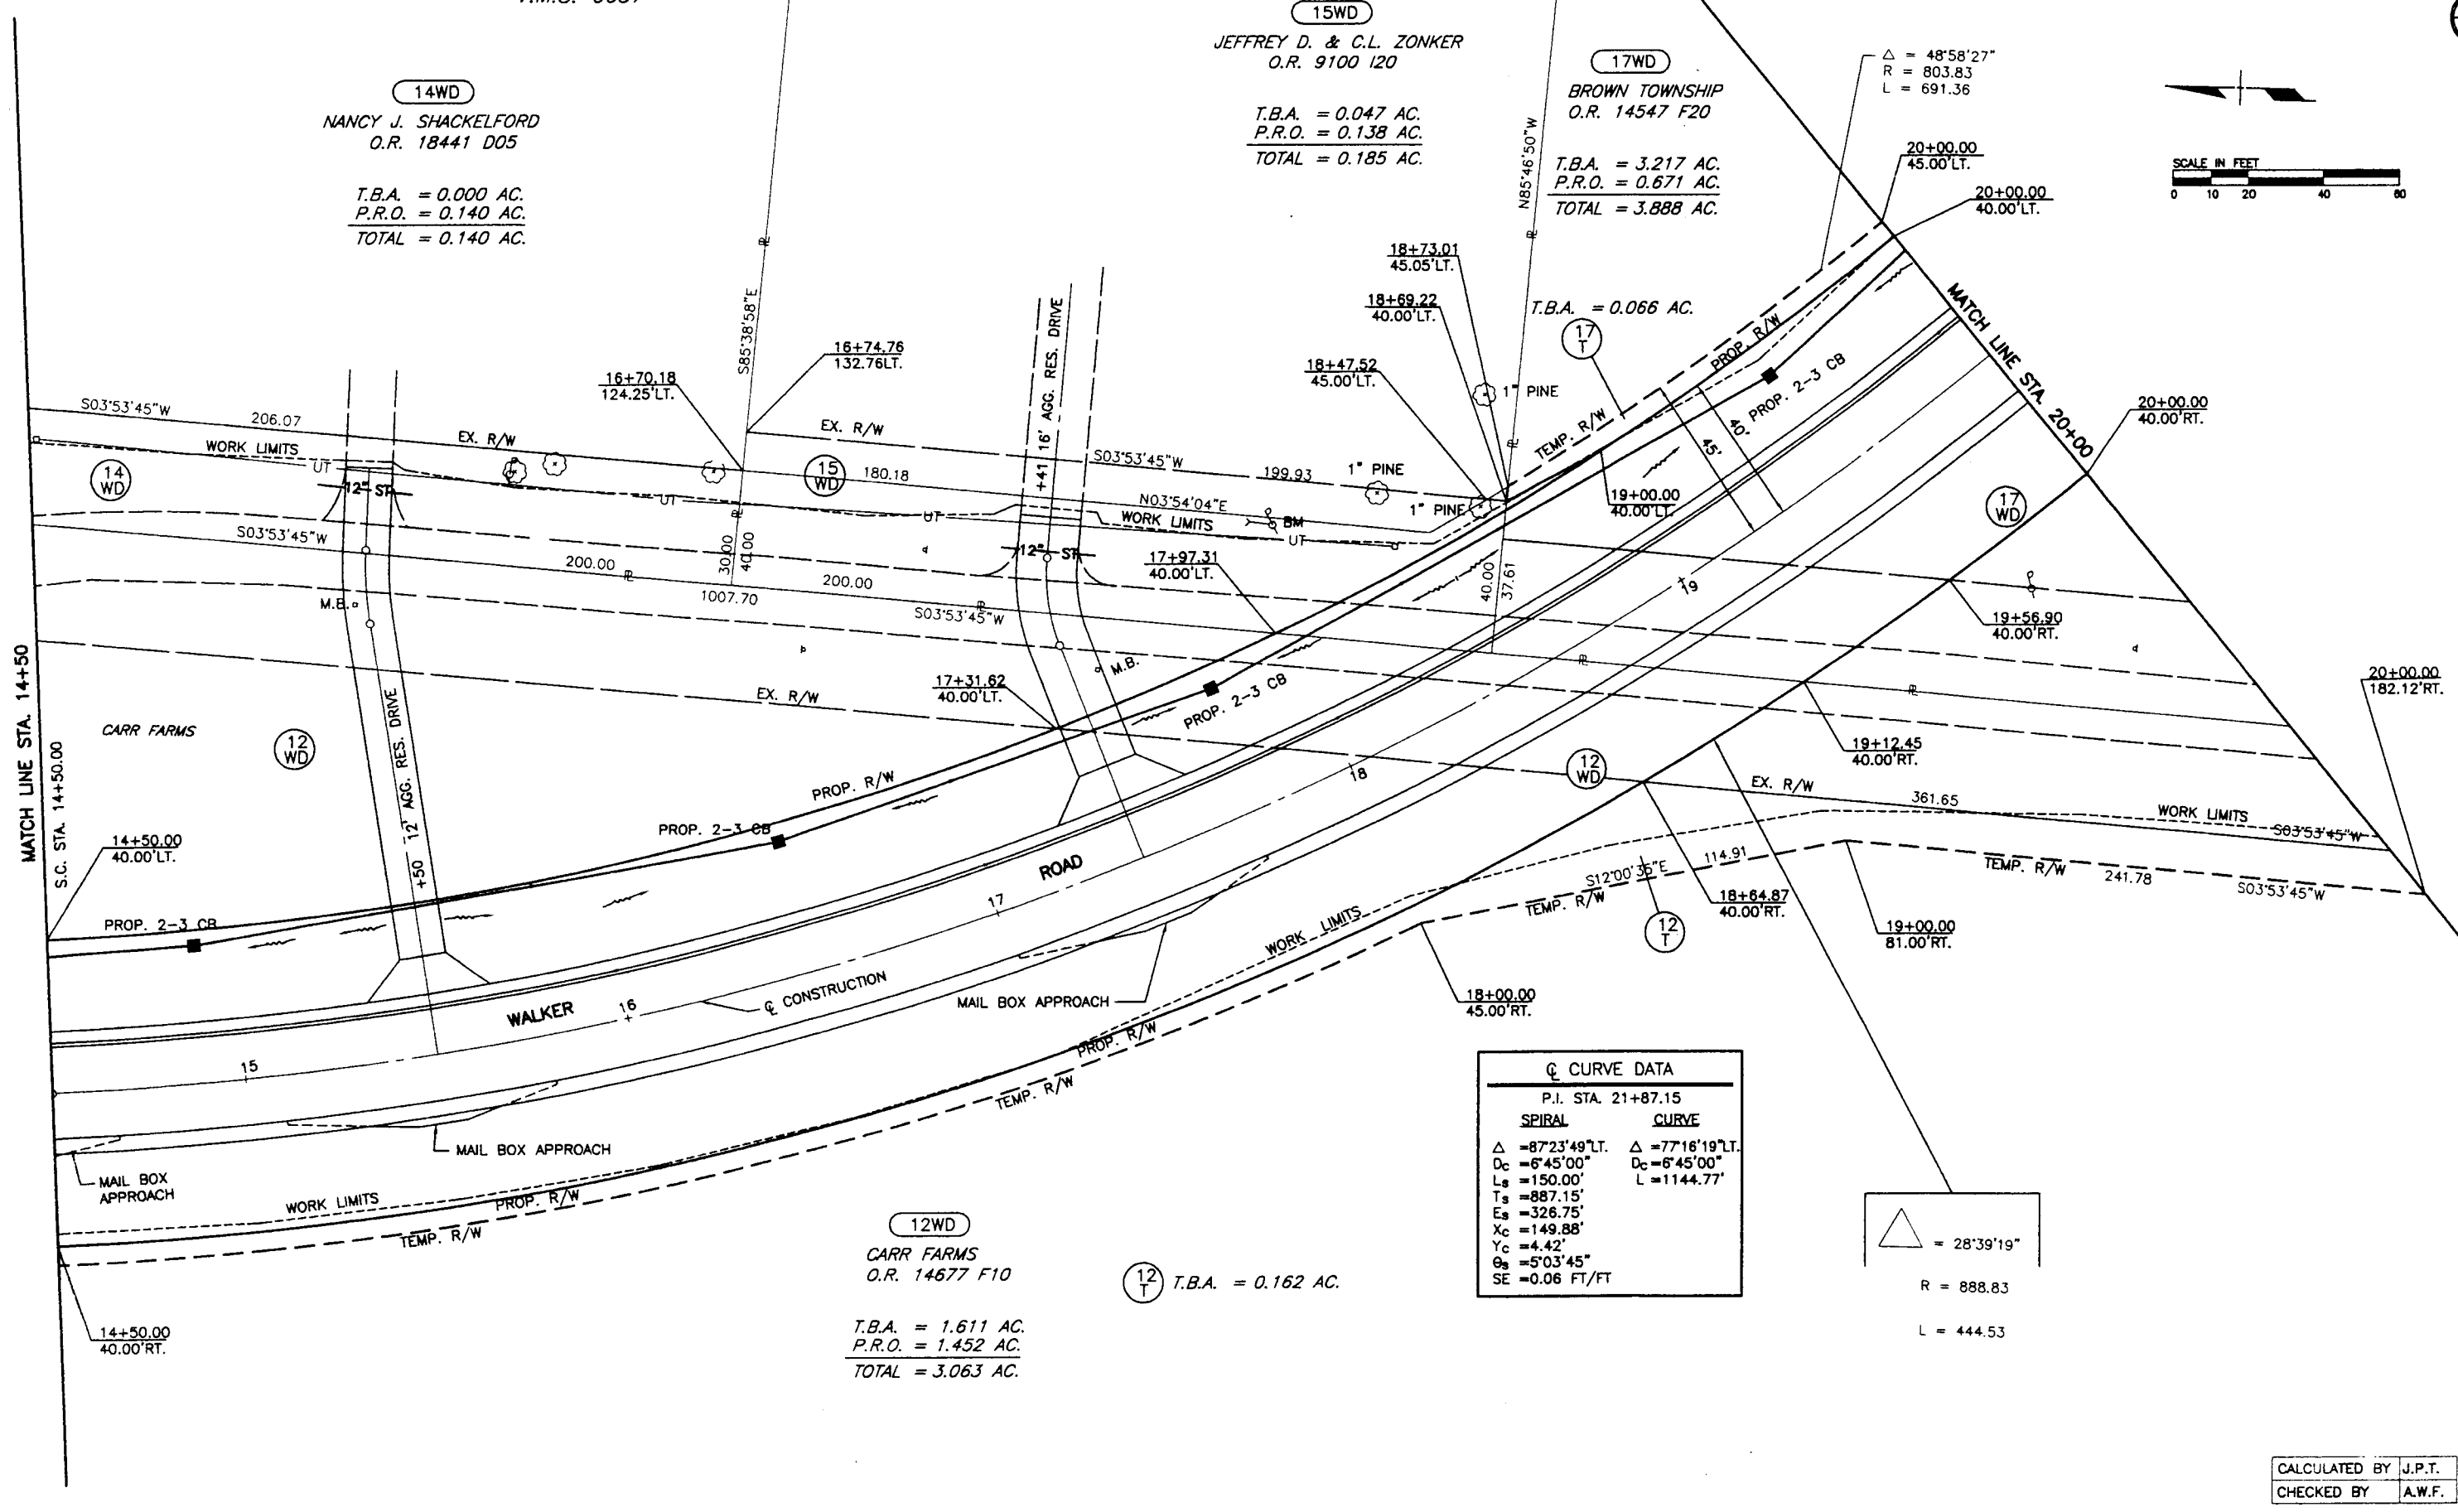 15WD
JEFFREY D. & C.L. ZONKER
O.R. 9100 I20
T.B.A. = 0.047 AC.
P.R.O. = 0.138 AC.
TOTAL = 0.185 AC.
17WD
BROWN TOWNSHIP
O.R. 14547 F20
T.B.A. = 3.217 AC.
P.R.O. = 0.671 AC.
TOTAL = 3.888 AC.
△ = 48°58'27"
R = 803.83
L = 691.36
14WD
NANCY J. SHACKELFORD
O.R. 18441 D05
T.B.A. = 0.000 AC.
P.R.O. = 0.140 AC.
TOTAL = 0.140 AC.
SCALE IN FEET
0 10 20 40 60
20+00.00
45.00'LT.
20+00.00
40.00'LT.
N85°46'50"W
S85°38'58"E
18+73.01
45.05'LT.
18+69.22
40.00'LT.
18+47.52
45.00'LT.
T.B.A. = 0.066 AC.
17
T
16+74.76
132.76LT.
16+70.18
124.25'LT.
+41 16' AGG. RES. DRIVE
1" PINE
1" PINE
1" PINE
TEMP. R/W
PROP. R/W
PROP. 2-3 CB
40'
45'
MATCH LINE STA. 20+00
20+00.00
40.00'RT.
S03°53'45"W
206.07
EX. R/W
WORK LIMITS
UT
14
WD
12" ST
EX. R/W
S03°53'45"W
199.93
15
WD
180.18
N03°54'04"E
WORK LIMITS
BM
UT
UT
UT
12" ST
19+00.00
40.00'LT.
17
WD
S03°53'45"W
200.00
30.00
40.00
1007.70
200.00
S03°53'45"W
17+97.31
40.00'LT.
40.00
37.61
19
19+56.90
40.00'RT.
M.B.
M.B.
17+31.62
40.00'LT.
EX. R/W
PROP. 2-3 CB
20+00.00
182.12'RT.
MATCH LINE STA. 14+50
S.C. STA. 14+50.00
CARR FARMS
12
WD
+50 12' AGG. RES. DRIVE
PROP. R/W
PROP. 2-3 CB
18
12
WD
19+12.45
40.00'RT.
EX. R/W
361.65
WORK LIMITS
S03°53'45"W
14+50.00
40.00'LT.
PROP. 2-3 CB
WALKER
ROAD
15
16
17
℄ CONSTRUCTION
MAIL BOX APPROACH
WORK LIMITS
S12°00'35"E
114.91
TEMP. R/W
12
T
18+64.87
40.00'RT.
19+00.00
81.00'RT.
TEMP. R/W
241.78
S03°53'45"W
18+00.00
45.00'RT.
PROP. R/W
TEMP. R/W
MAIL BOX APPROACH
MAIL BOX
APPROACH
WORK LIMITS
PROP. R/W
TEMP. R/W
14+50.00
40.00'RT.
12WD
CARR FARMS
O.R. 14677 F10
T.B.A. = 1.611 AC.
P.R.O. = 1.452 AC.
TOTAL = 3.063 AC.
12
T
T.B.A. = 0.162 AC.
℄ CURVE DATA
P.I. STA. 21+87.15
SPIRAL CURVE
△ =87°23'49"LT. △ =77°16'19"LT.
Dc =6°45'00" Dc =6°45'00"
Ls =150.00' L =1144.77'
Ts =887.15'
Es =326.75'
Xc =149.88'
Yc =4.42'
θs =5°03'45"
SE =0.06 FT/FT
△ = 28°39'19"
R = 888.83
L = 444.53
CALCULATED BY J.P.T.
CHECKED BY A.W.F.